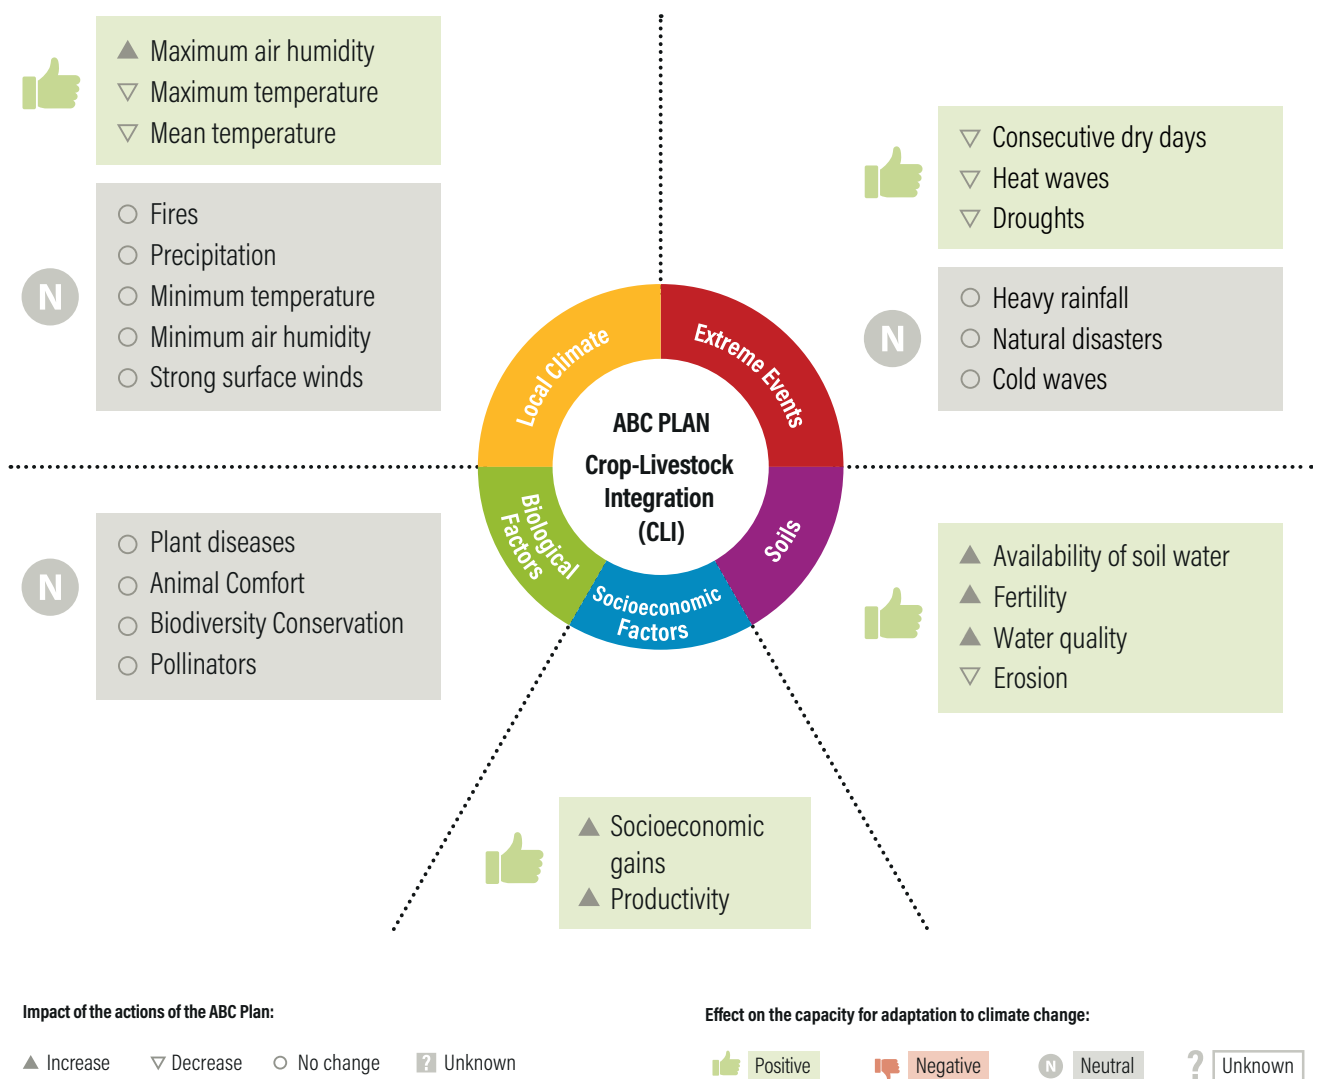 Maximum air humidity
Maximum temperature
Mean temperature
N
Fires
Precipitation
Minimum temperature
Minimum air humidity
Strong surface winds
Consecutive dry days
Heat waves
Droughts
N
Heavy rainfall
Natural disasters
Cold waves
Local Climate
Extreme Events
ABC PLAN
Crop-Livestock
Integration
(CLI)
Biological
Factors
Socioeconomic
Factors
Soils
N
Plant diseases
Animal Comfort
Biodiversity Conservation
Pollinators
Availability of soil water
Fertility
Water quality
Erosion
Socioeconomic
gains
Productivity
Impact of the actions of the ABC Plan:
Increase
Decrease
No change
? Unknown
Effect on the capacity for adaptation to climate change:
Positive
Negative
N Neutral
? Unknown